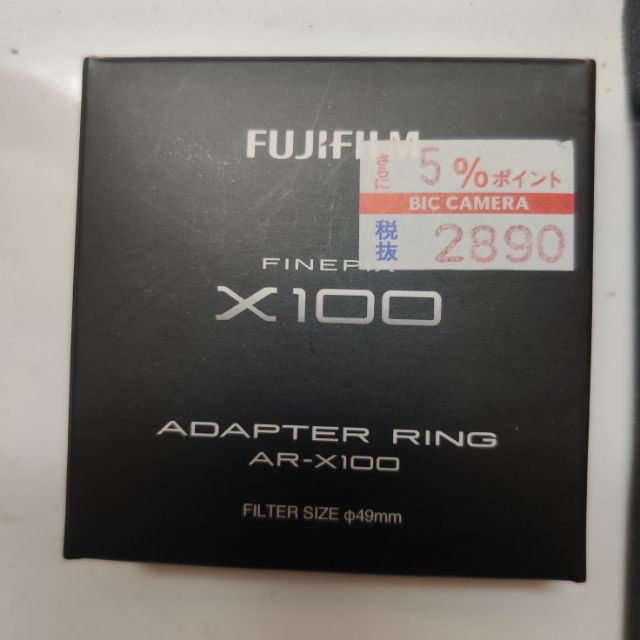 FUJIFILM
さらに 5 %ポイント
BIC CAMERA
税抜 2890
FINEPIX
X100
ADAPTER RING
AR-X100
FILTER SIZE φ49mm